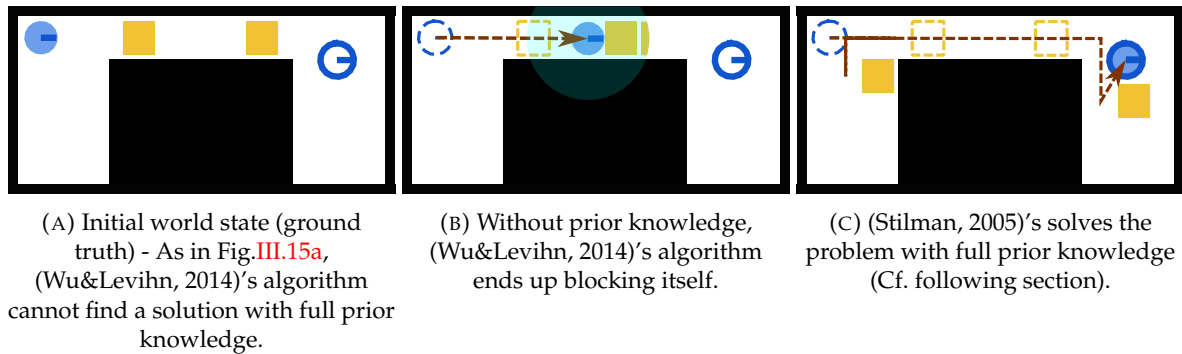 (A) Initial world state (ground
truth) - As in Fig.III.15a,
(Wu&Levihn, 2014)'s algorithm
cannot find a solution with full prior
knowledge.
(B) Without prior knowledge,
(Wu&Levihn, 2014)'s algorithm
ends up blocking itself.
(C) (Stilman, 2005)'s solves the
problem with full prior knowledge
(Cf. following section).